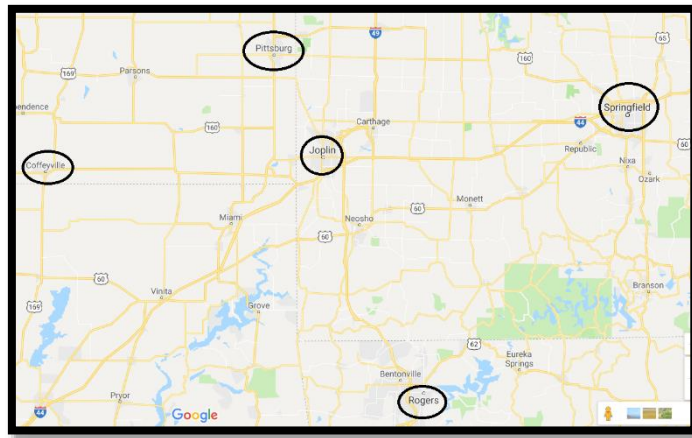 49
65
Pittsburg
160
169
Parsons
Springfield
endence
Carthage
160
44
Joplin
Republic
Nixa
Coffeyville
Ozark
Monett
60
Miami
Neosho
60
60
Branson
Vinita
169
Grove
62
Eureka
Springs
Bentonville
Pryor
Rogers
44
Google